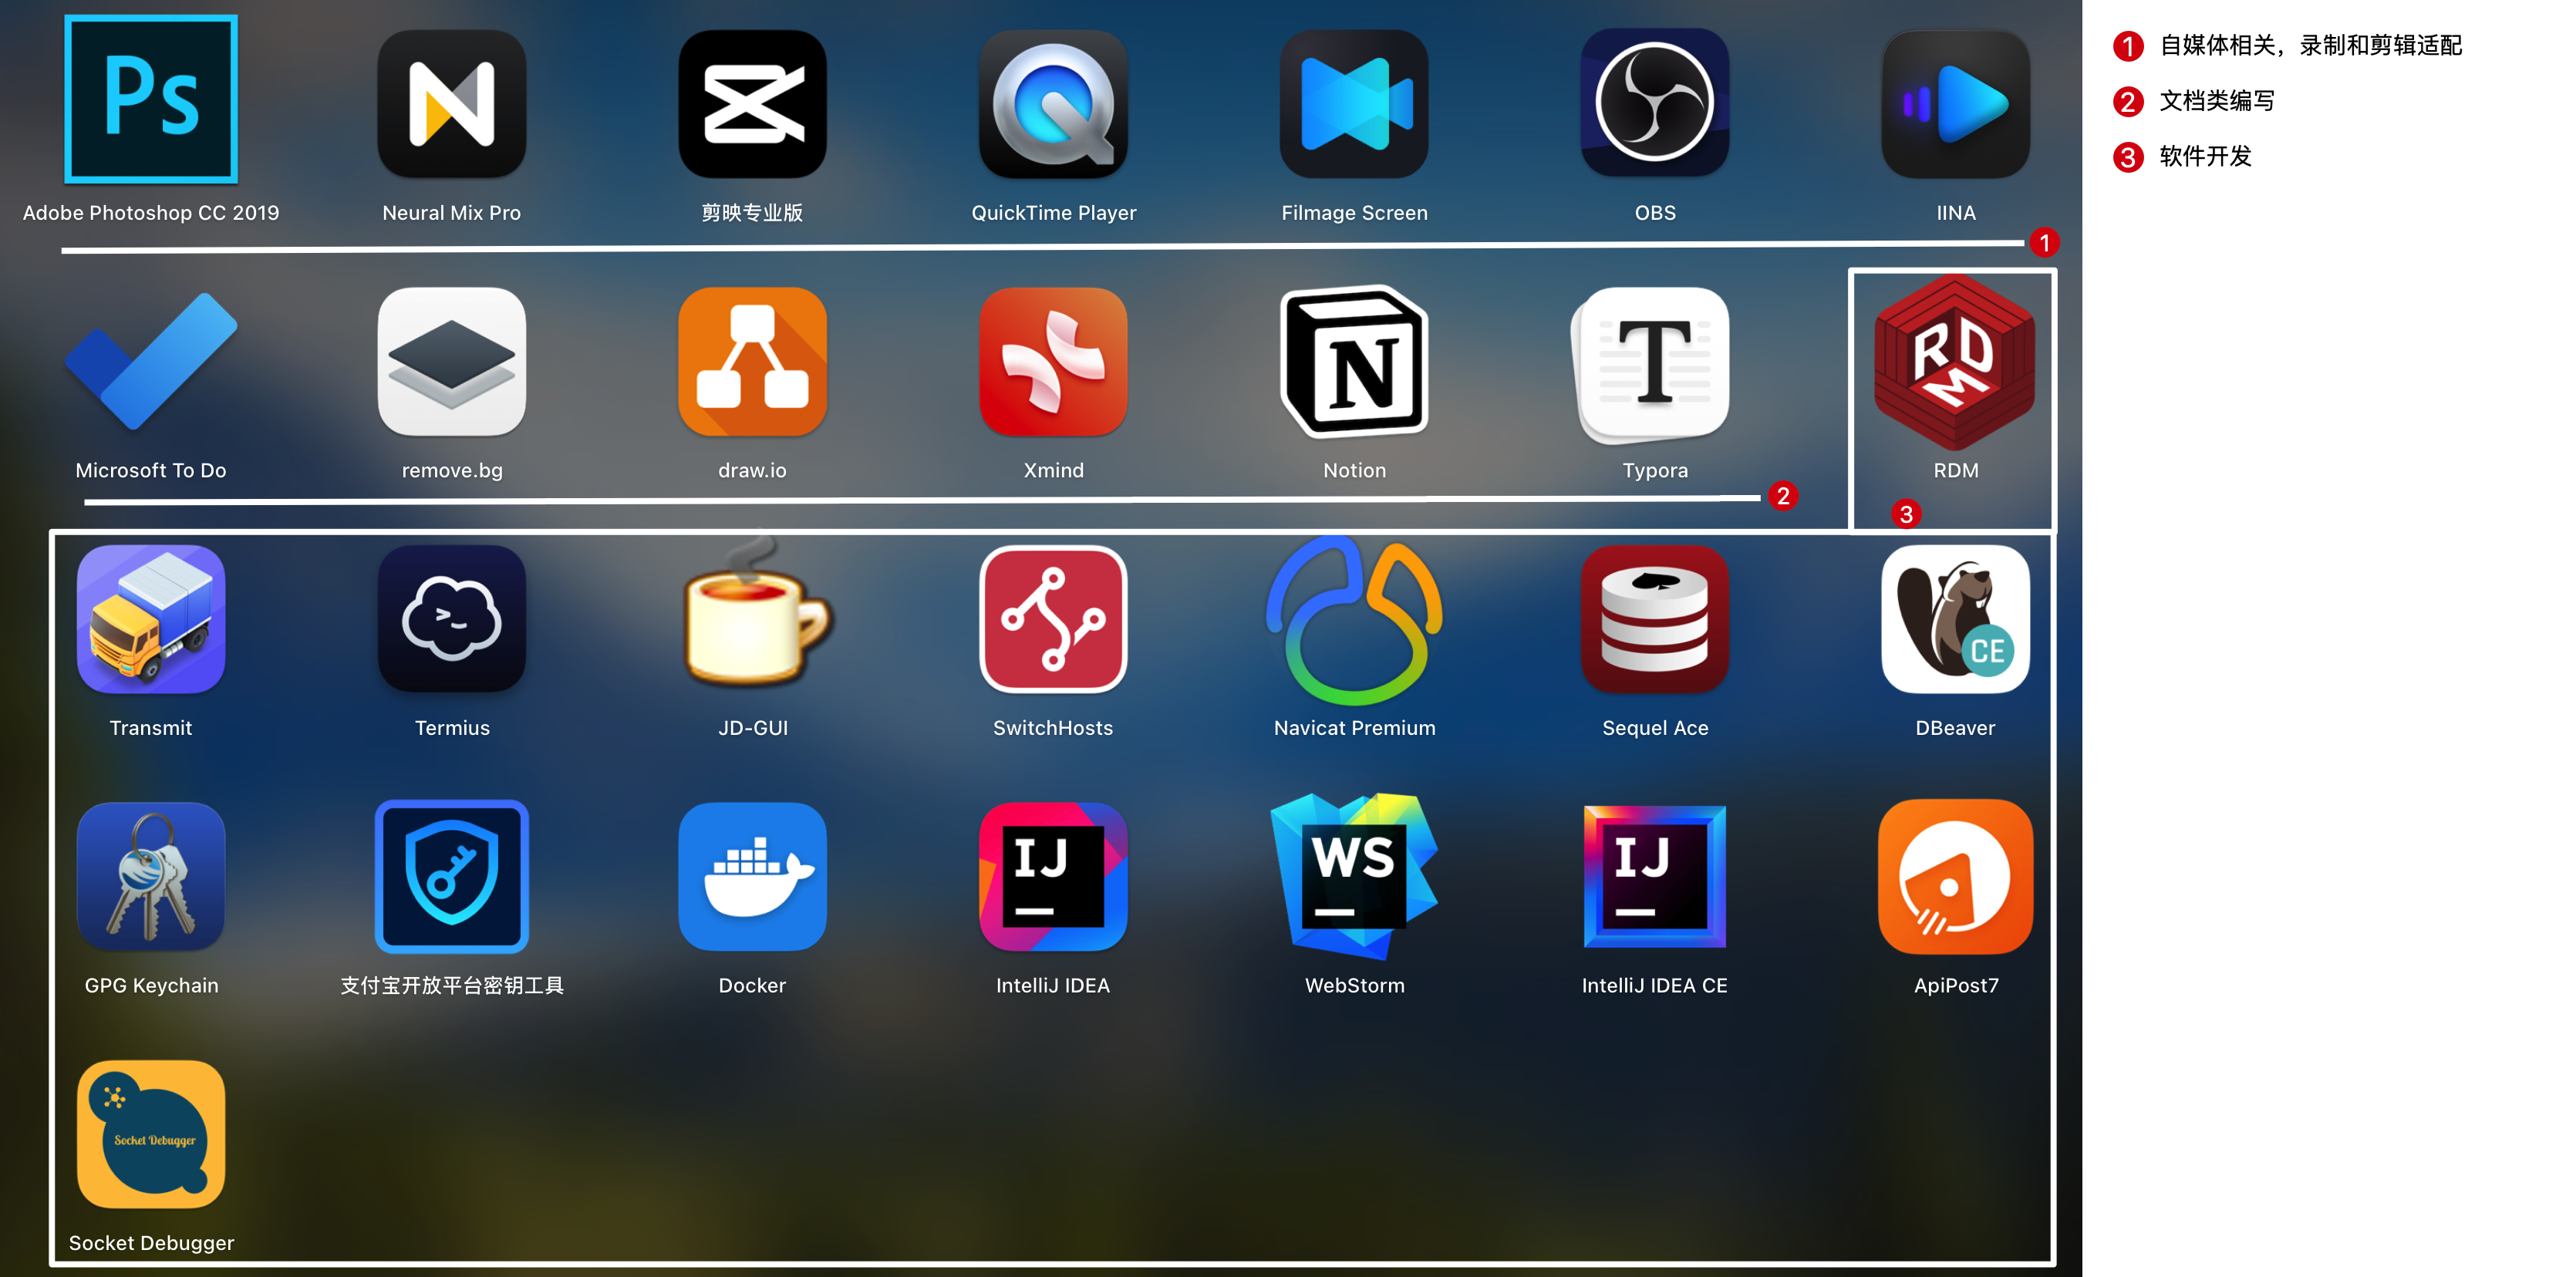 Ps
Adobe Photoshop CC 2019
Neural Mix Pro
剪映专业版
QuickTime Player
Filmage Screen
OBS
IINA
1
N
T
RDM
Microsoft To Do
remove.bg
draw.io
Xmind
Notion
Typora
RDM
2
3
CE
Transmit
Termius
JD-GUI
SwitchHosts
Navicat Premium
Sequel Ace
DBeaver
IJ
WS
IJ
GPG Keychain
支付宝开放平台密钥工具
Docker
IntelliJ IDEA
WebStorm
IntelliJ IDEA CE
ApiPost7
Socket Debugger
Socket Debugger
1 自媒体相关，录制和剪辑适配
2 文档类编写
3 软件开发